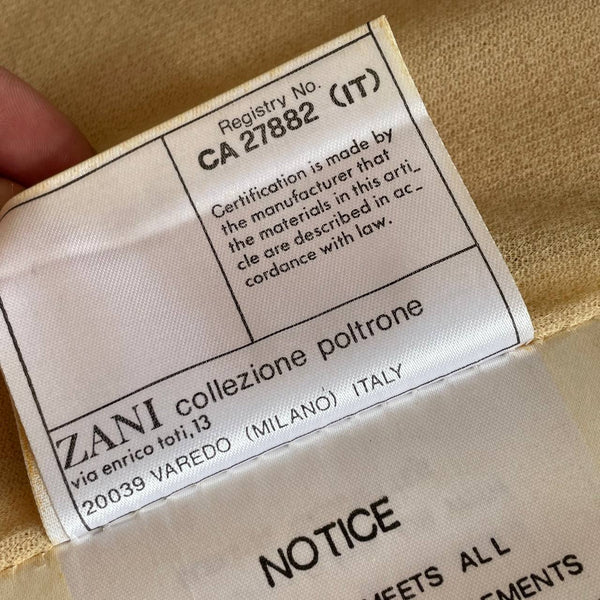 Registry No.
CA 27882 (IT)
Certification is made by
the manufacturer that
the materials in this arti_
cle are described in ac_
cordance with law.
ZANI collezione poltrone
via enrico toti,13
20039 VAREDO (MILANO) ITALY
NOTICE
MEETS ALL